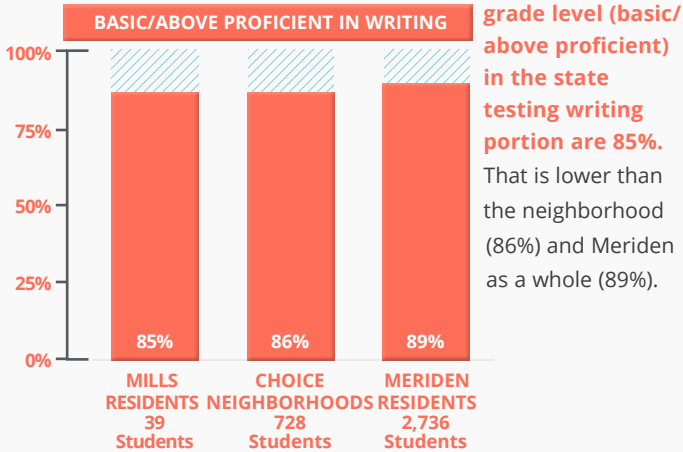 BASIC/ABOVE PROFICIENT IN WRITING
100%
75%
50%
25%
0%
85%
86%
89%
MILLS
RESIDENTS
39
Students
CHOICE
NEIGHBORHOODS
728
Students
MERIDEN
RESIDENTS
2,736
Students
grade level (basic/
above proficient)
in the state
testing writing
portion are 85%.
That is lower than
the neighborhood
(86%) and Meriden
as a whole (89%).